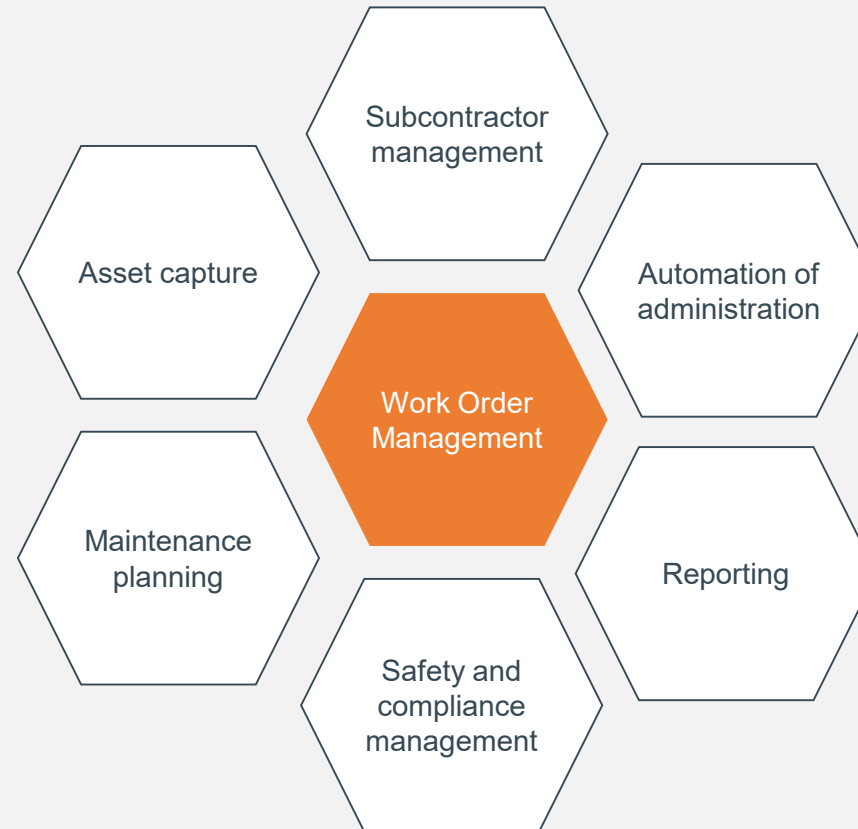 Subcontractor
management
Asset capture
Automation of
administration
Work Order
Management
Maintenance
planning
Reporting
Safety and
compliance
management